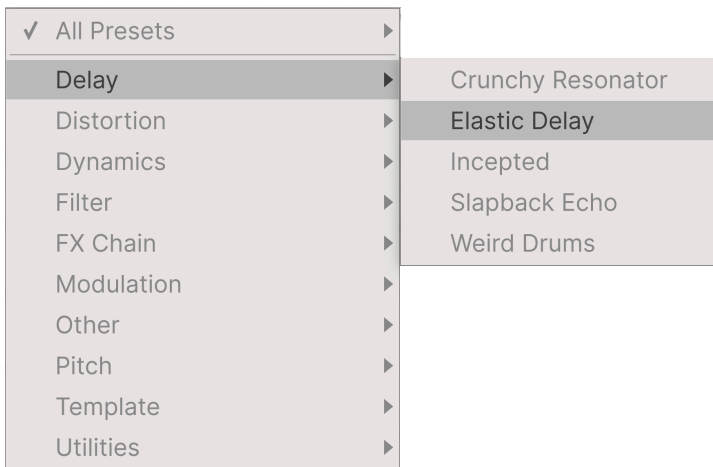 ✓ All Presets
Delay
Distortion
Dynamics
Filter
FX Chain
Modulation
Other
Pitch
Template
Utilities
Crunchy Resonator
Elastic Delay
Incepted
Slapback Echo
Weird Drums